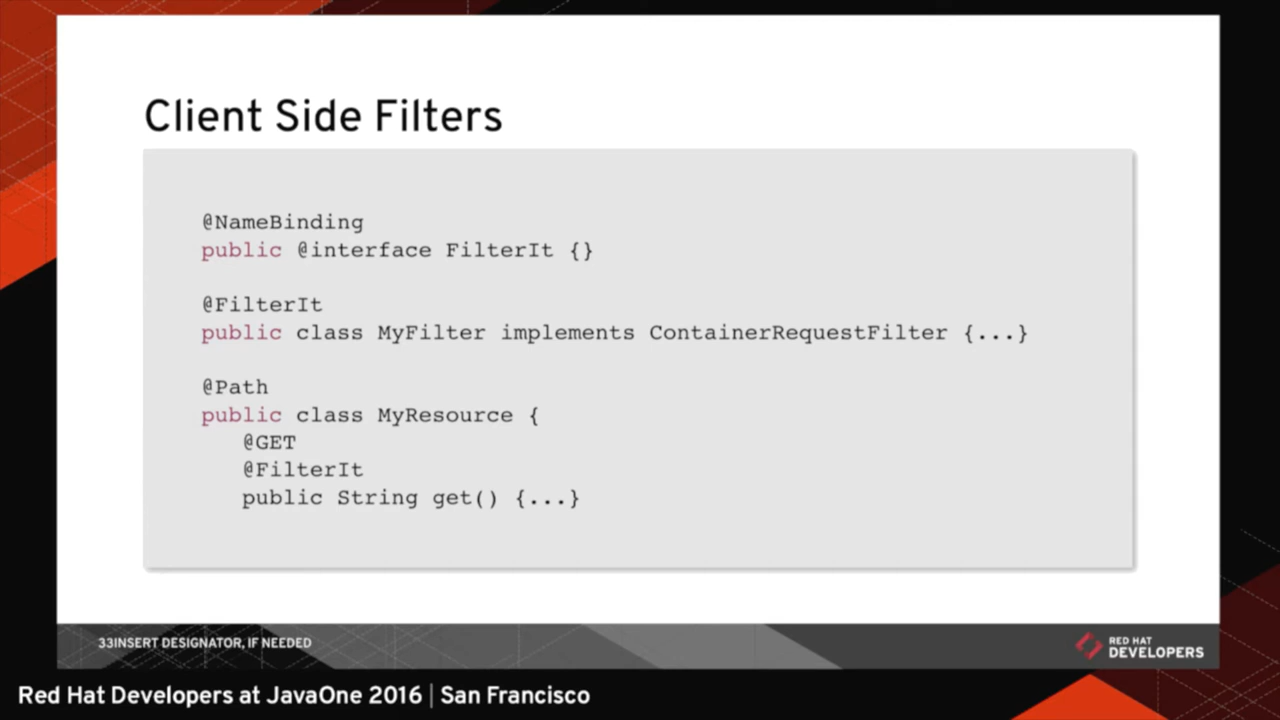 Client Side Filters
@NameBinding
public @interface FilterIt {}
@FilterIt
public class MyFilter implements ContainerRequestFilter {...}
@Path
public class MyResource {
@GET
@FilterIt
public String get() {...}
33INSERT DESIGNATOR, IF NEEDED
RED HAT
DEVELOPERS
Red Hat Developers at JavaOne 2016 | San Francisco